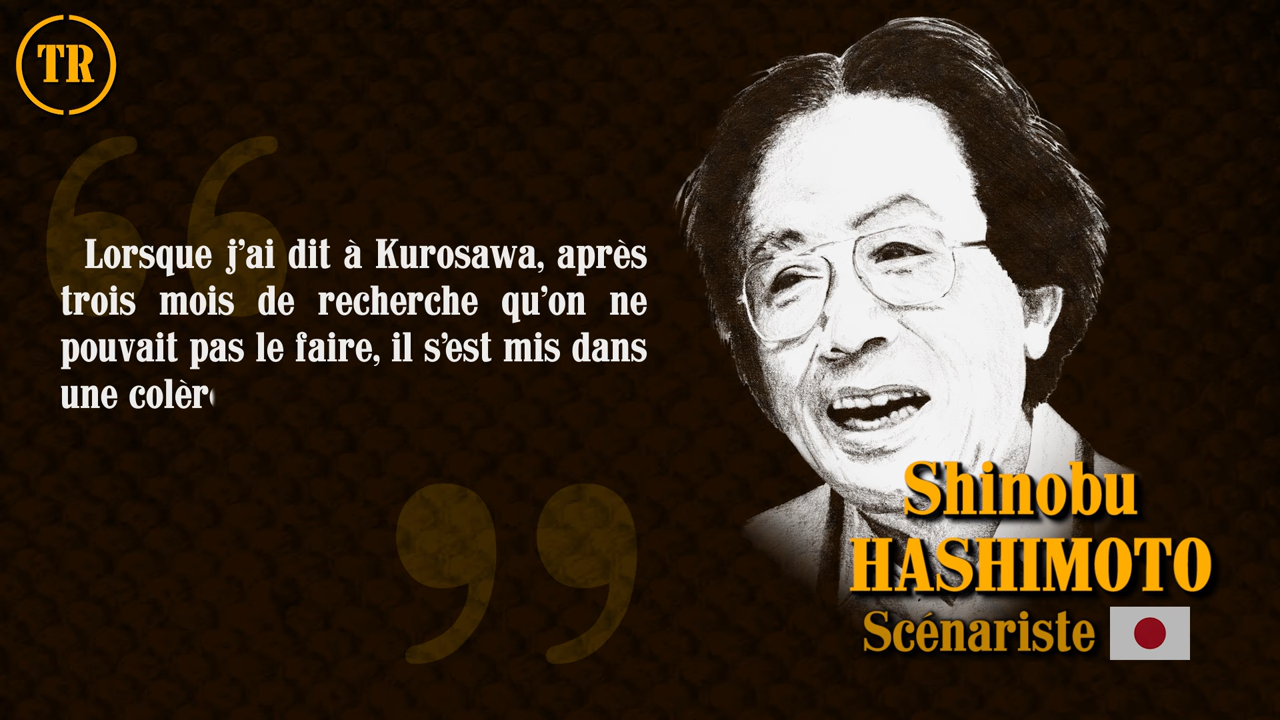 TR
Lorsque j’ai dit à Kurosawa, après
trois mois de recherche qu’on ne
pouvait pas le faire, il s’est mis dans
une colèr
Shinobu
HASHIMOTO
Scénariste